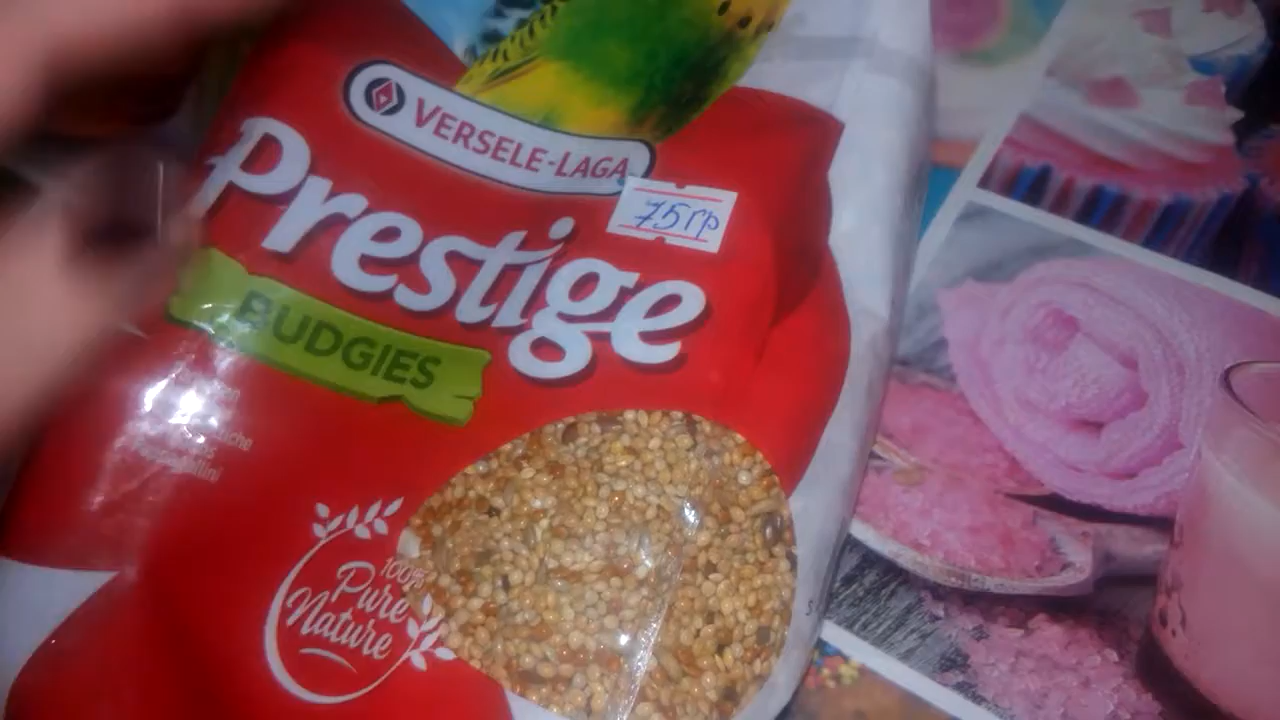 VERSELE-LAGA
75гр
Prestige
BUDGIES
100%
Pure
Nature